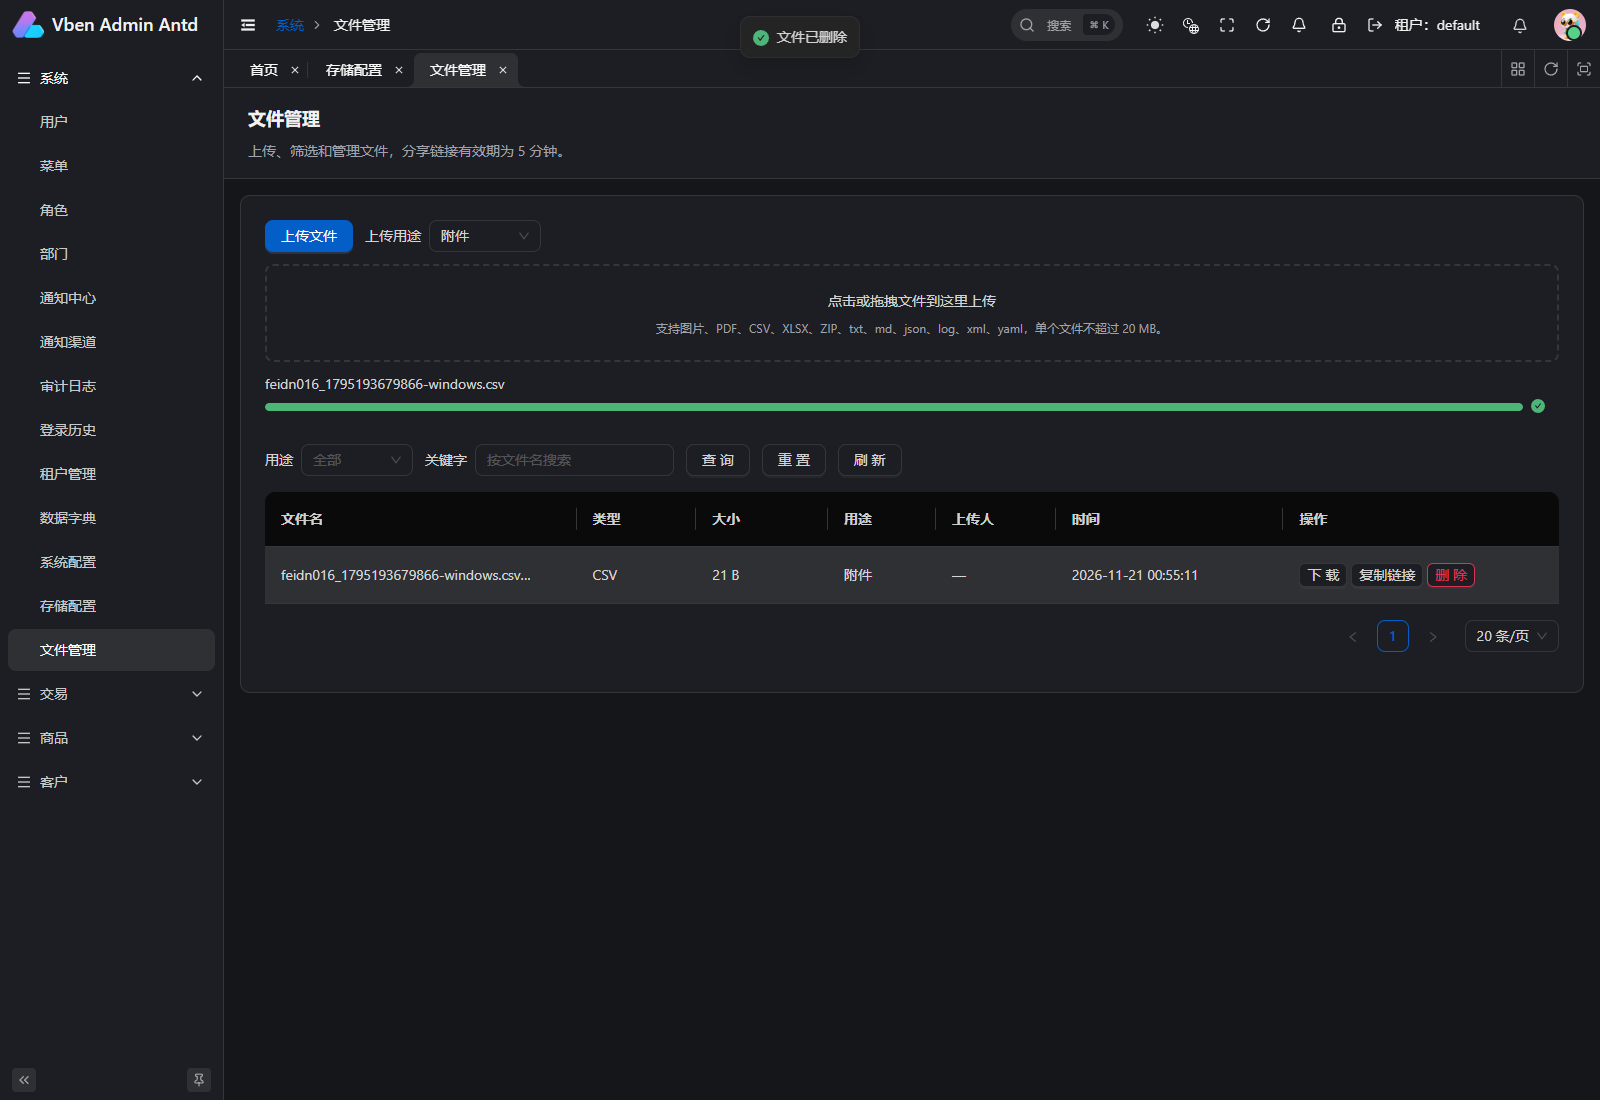 Vben Admin Antd
系统
用户
菜单
角色
部门
通知中心
通知渠道
审计日志
登录历史
租户管理
数据字典
系统配置
存储配置
文件管理
交易
商品
客户
系统 > 文件管理
文件已删除
搜索 ⌘ K
租户：default
首页 × 存储配置 × 文件管理 ×
文件管理
上传、筛选和管理文件，分享链接有效期为 5 分钟。
上传文件 上传用途 附件
点击或拖拽文件到这里上传
支持图片、PDF、CSV、XLSX、ZIP、txt、md、json、log、xml、yaml，单个文件不超过 20 MB。
feidn016_1795193679866-windows.csv
用途 全部 关键字 按文件名搜索 查 询 重 置 刷 新
文件名 类型 大小 用途 上传人 时间 操作
feidn016_1795193679866-windows.csv... CSV 21 B 附件 — 2026-11-21 00:55:11 下 载 复制链接 删 除
< 1 > 20 条/页